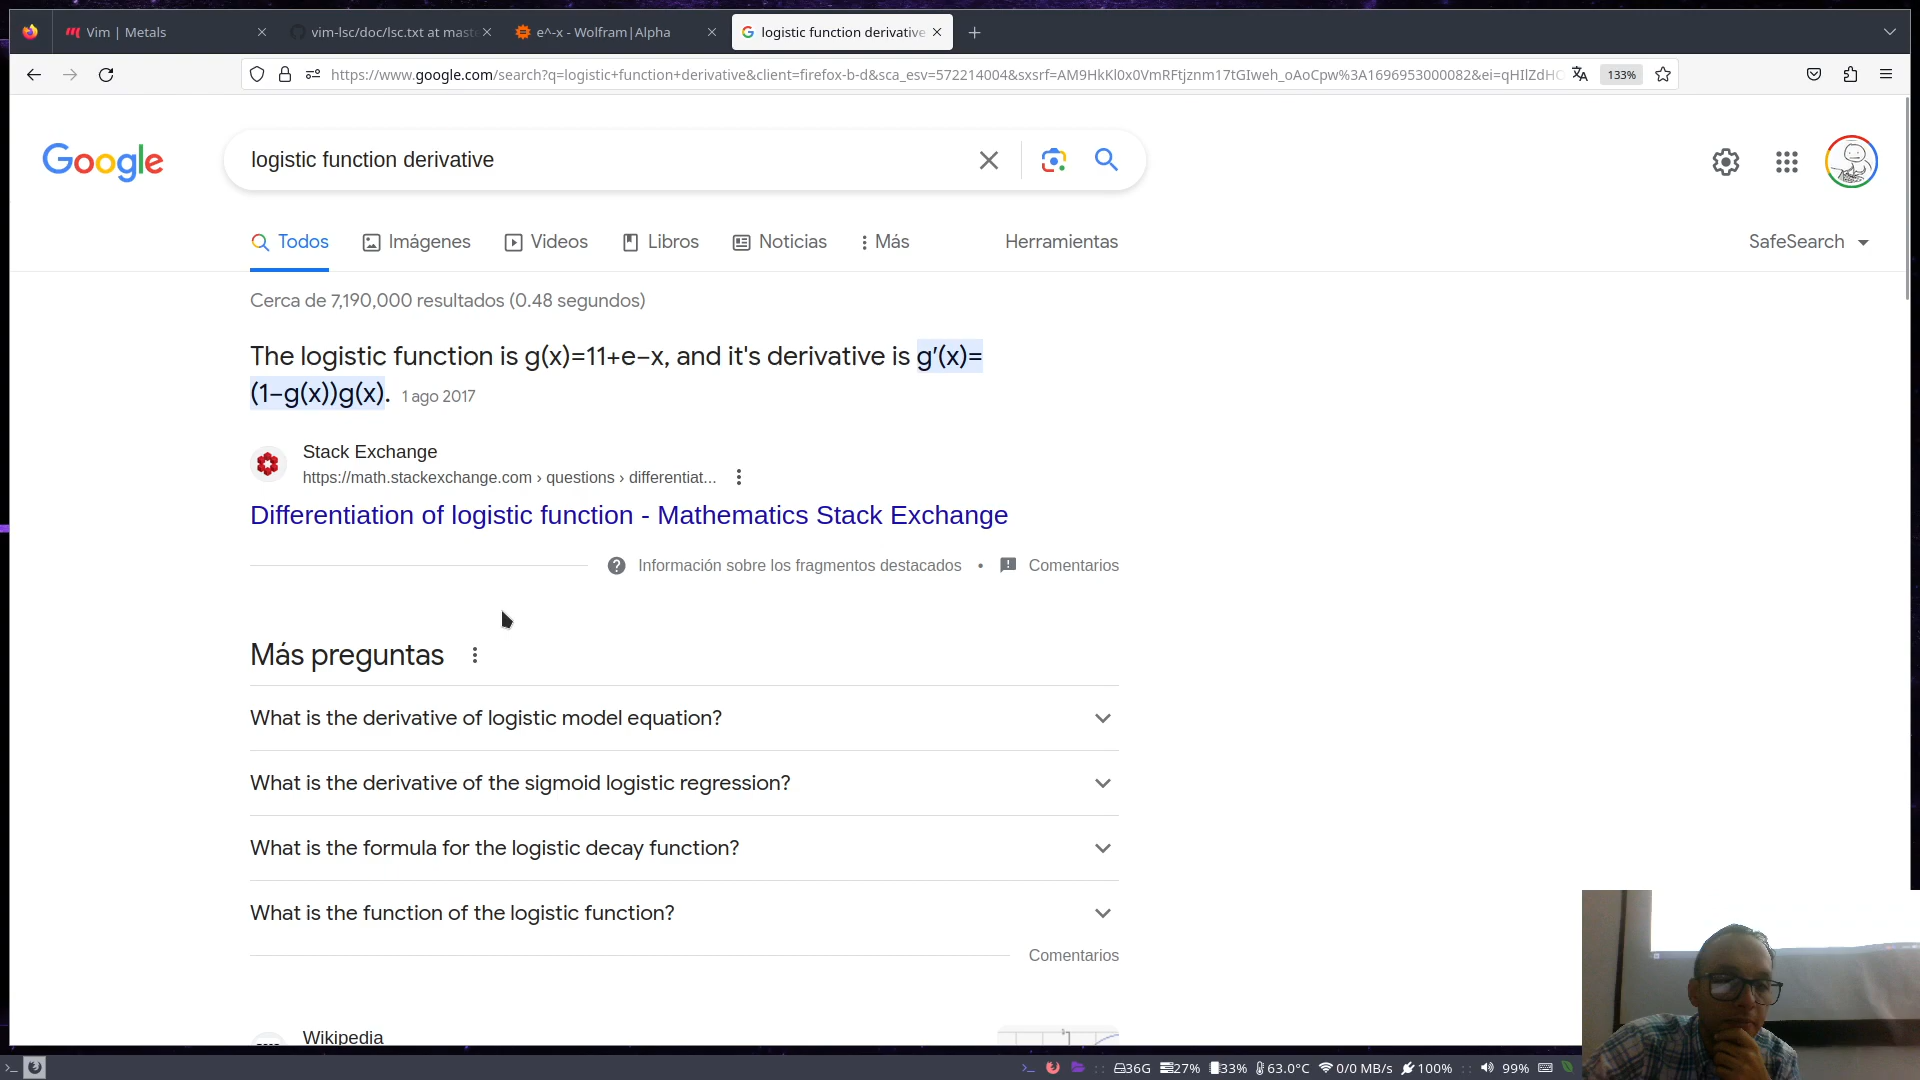 Vim | Metals
vim-lsc/doc/lsc.txt at mast
e^-x - Wolfram|Alpha
logistic function derivative
https://www.google.com/search?q=logistic+function+derivative&client=firefox-b-d&sca_esv=572214004&sxsrf=AM9HkKl0x0VmRFtjznm17tGIweh_oAoCpw%3A1696953000082&ei=qHIlZdHC
133%
Google
logistic function derivative
Todos
Imágenes
Videos
Libros
Noticias
Más
Herramientas
SafeSearch
Cerca de 7,190,000 resultados (0.48 segundos)
The logistic function is g(x)=11+e−x, and it's derivative is g′(x)=
(1−g(x))g(x). 1 ago 2017
Stack Exchange
https://math.stackexchange.com › questions › differentiat...
Differentiation of logistic function - Mathematics Stack Exchange
Información sobre los fragmentos destacados • Comentarios
Más preguntas
What is the derivative of logistic model equation?
What is the derivative of the sigmoid logistic regression?
What is the formula for the logistic decay function?
What is the function of the logistic function?
Comentarios
Wikipedia
36G 27% 33% 63.0°C 0/0 MB/s 100% 99%